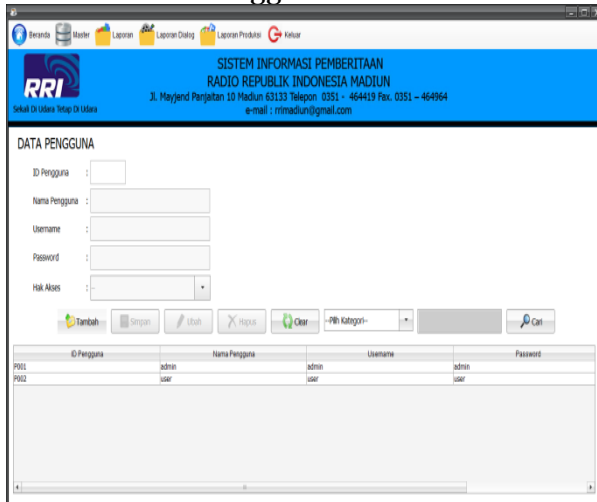 Beranda Master Laporan Laporan Dialog Laporan Produksi Keluar
SISTEM INFORMASI PEMBERITAAN
RADIO REPUBLIK INDONESIA MADIUN
Jl. Mayjend Panjaitan 10 Madiun 63133 Telepon 0351 - 464419 Fax. 0351 – 464964
e-mail : rrimadiun@gmail.com
RRI
Sekali Di Udara Tetap Di Udara
DATA PENGGUNA
ID Pengguna :
Nama Pengguna :
Username :
Password :
Hak Akses : --
Tambah Simpan Ubah Hapus Clear --Pilih Kategori-- Cari
ID Pengguna Nama Pengguna Username Password
P001 admin admin admin
P002 user user user